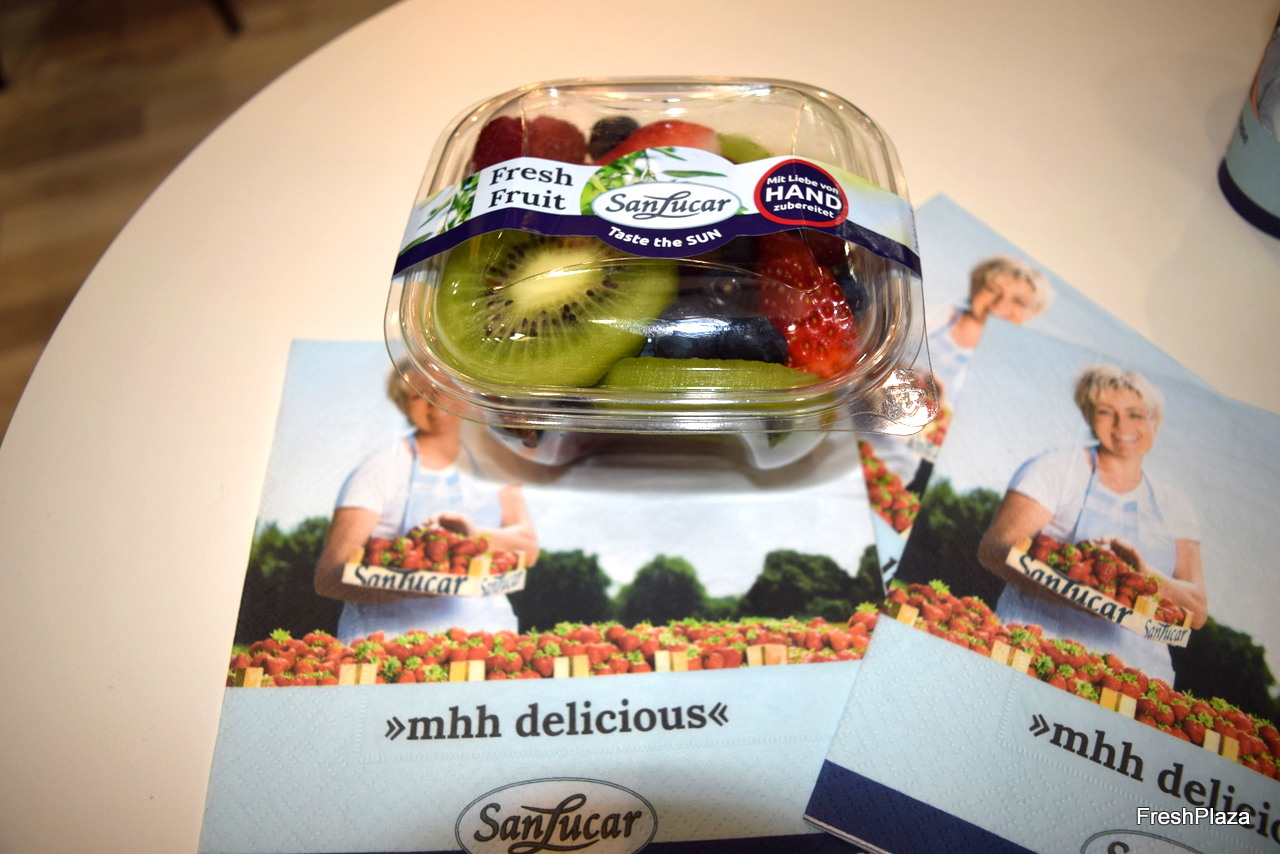 Fresh
Fruit
SanLucar
Taste the SUN
Mit Liebe von
HAND
zubereitet
SanLucar
SanLucar
»mhh delicious«
SanLucar
SanLucar
SanLucar
»mhh delicio
FreshPlaza